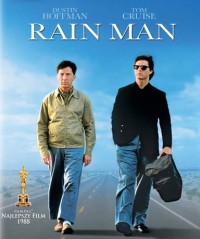 DUSTIN TOM
HOFFMAN CRUISE
RAIN MAN
NAJLEPSZY FILM
1988